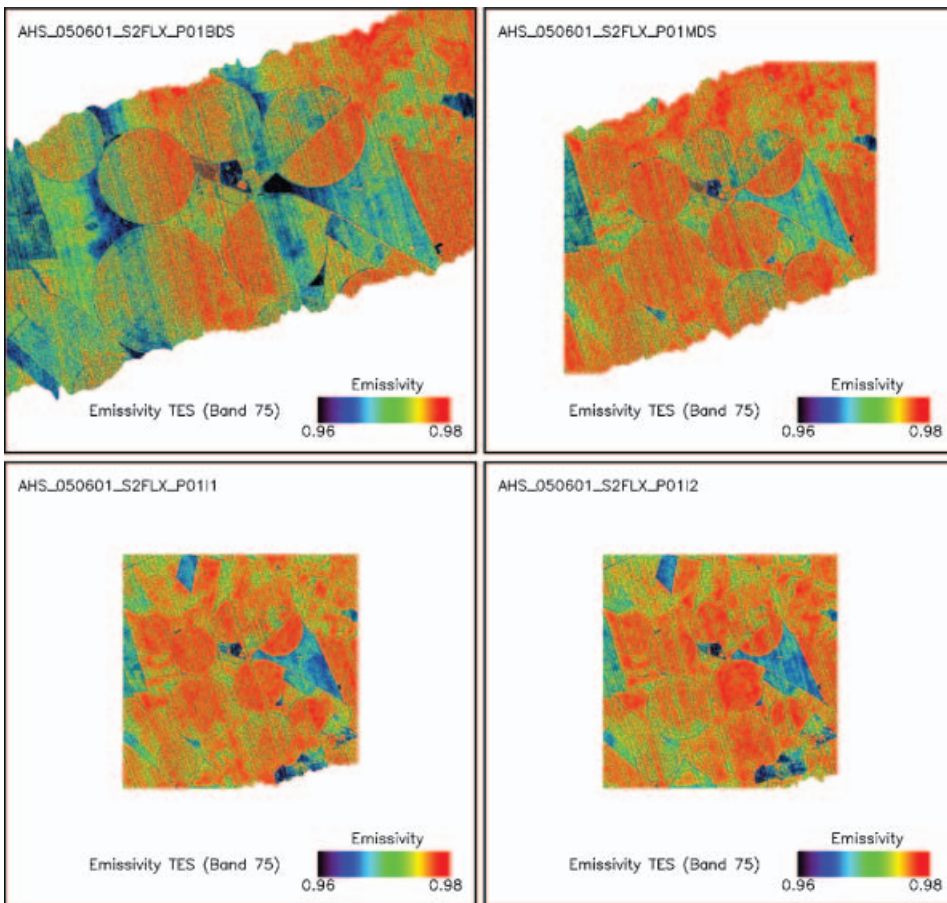 AHS_050601_S2FLX_P01BDS
Emissivity
Emissivity TES (Band 75)
0.96 0.98
AHS_050601_S2FLX_P01MDS
Emissivity
Emissivity TES (Band 75)
0.96 0.98
AHS_050601_S2FLX_P01I1
Emissivity
Emissivity TES (Band 75)
0.96 0.98
AHS_050601_S2FLX_P01I2
Emissivity
Emissivity TES (Band 75)
0.96 0.98